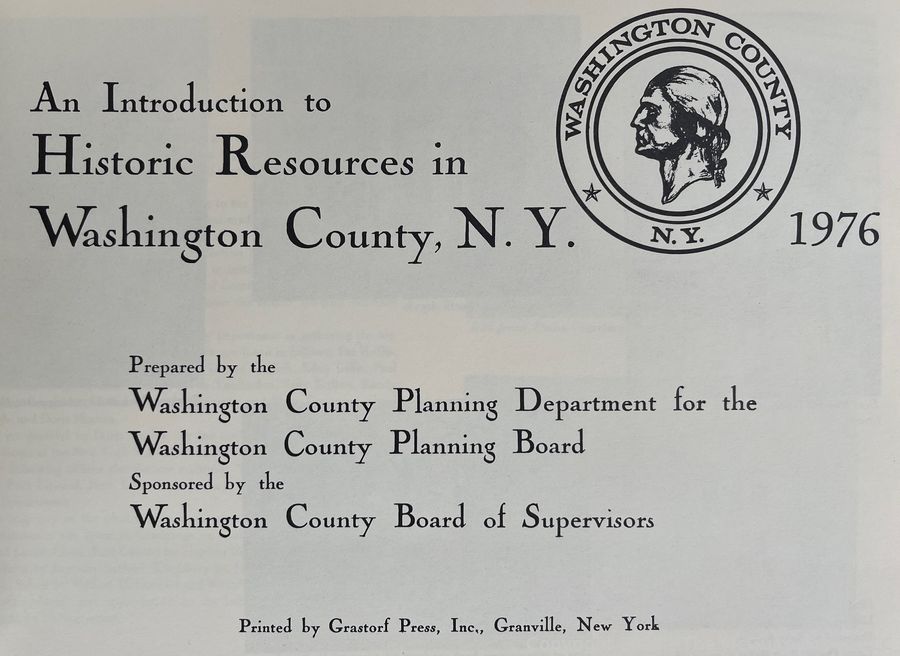 An Introduction to
Historic Resources in
Washington County, N. Y.
WASHINGTON COUNTY
N. Y.
1976
Prepared by the
Washington County Planning Department for the
Washington County Planning Board
Sponsored by the
Washington County Board of Supervisors
Printed by Grastorf Press, Inc., Granville, New York